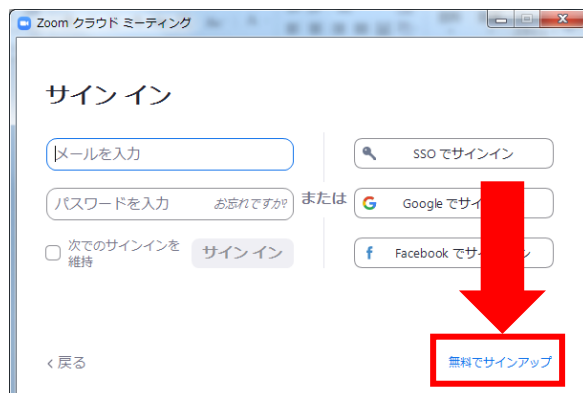 Zoom クラウド ミーティング
サイン イン
メールを入力
パスワードを入力 お忘れですか?
次でのサインインを
維持
サイン イン
または
SSO でサインイン
Google でサイ
Facebook でサ ン
無料でサインアップ
< 戻る